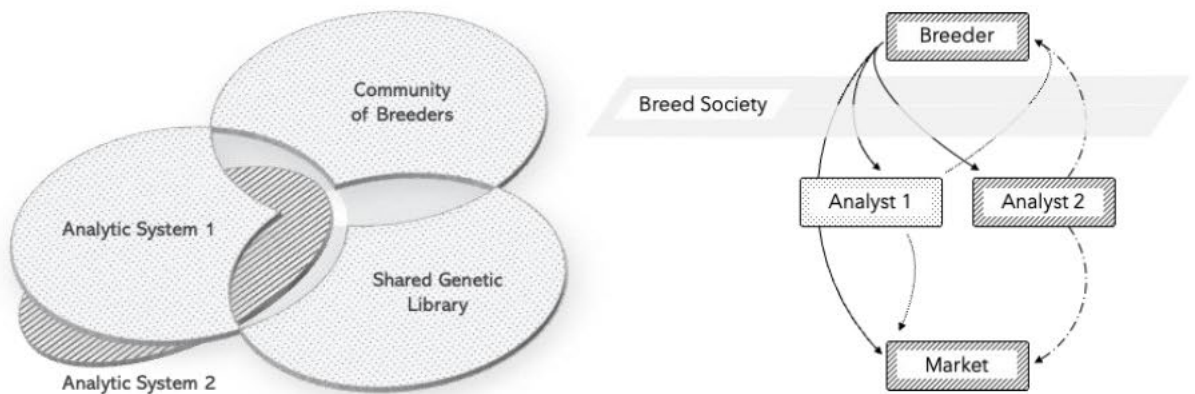 Community
of Breeders
Analytic System 1
Shared Genetic
Library
Analytic System 2
Breeder
Breed Society
Analyst 1
Analyst 2
Market